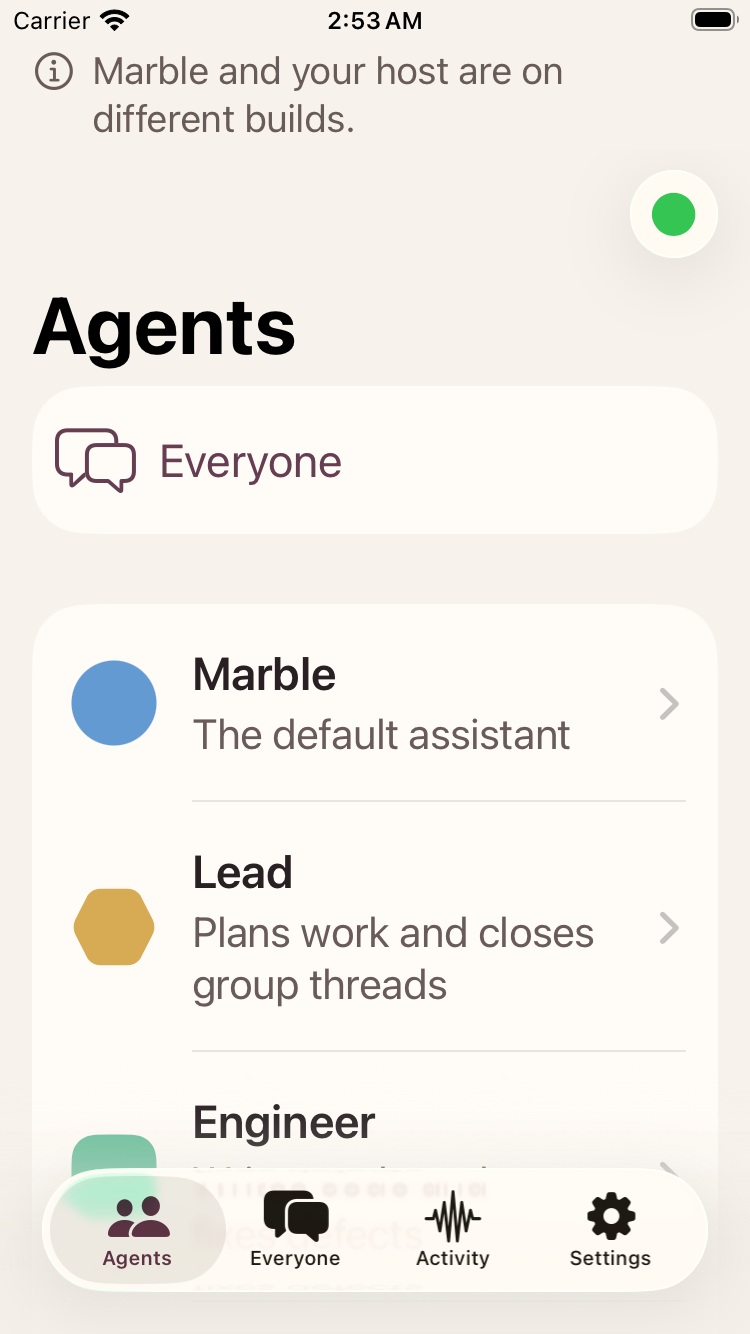 Carrier 2:53 AM
Marble and your host are on
different builds.
Agents
Everyone
Marble
The default assistant
Lead
Plans work and closes
group threads
Engineer
Agents Everyone Activity Settings